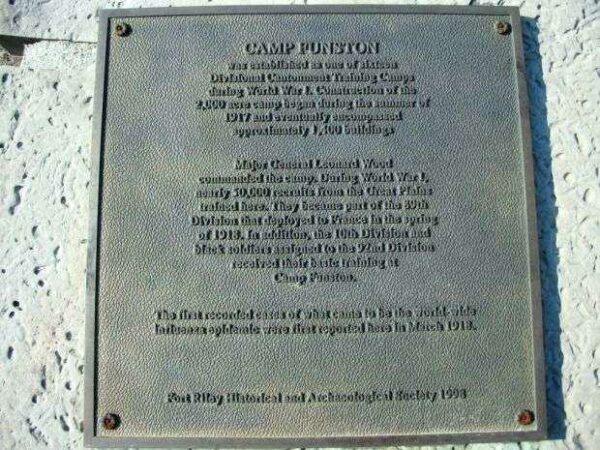 CAMP FUNSTON
was established as one of sixteen
Divisional Cantonment Training Camps
during World War I. Construction of the
2,000 acre camp began during the summer of
1917 and eventually encompassed
approximately 1,400 buildings
Major General Leonard Wood
commanded the camp. During World War I,
nearly 50,000 recruits from the Great Plains
trained here. They became part of the 89th
Division that deployed to France in the spring
of 1918. In addition, the 10th Division and
black soldiers assigned to the 92nd Division
received their basic training at
Camp Funston.
The first recorded cases of what came to be the world-wide
influenza epidemic were first reported here in March 1918.
Fort Riley Historical and Archaeological Society 1998